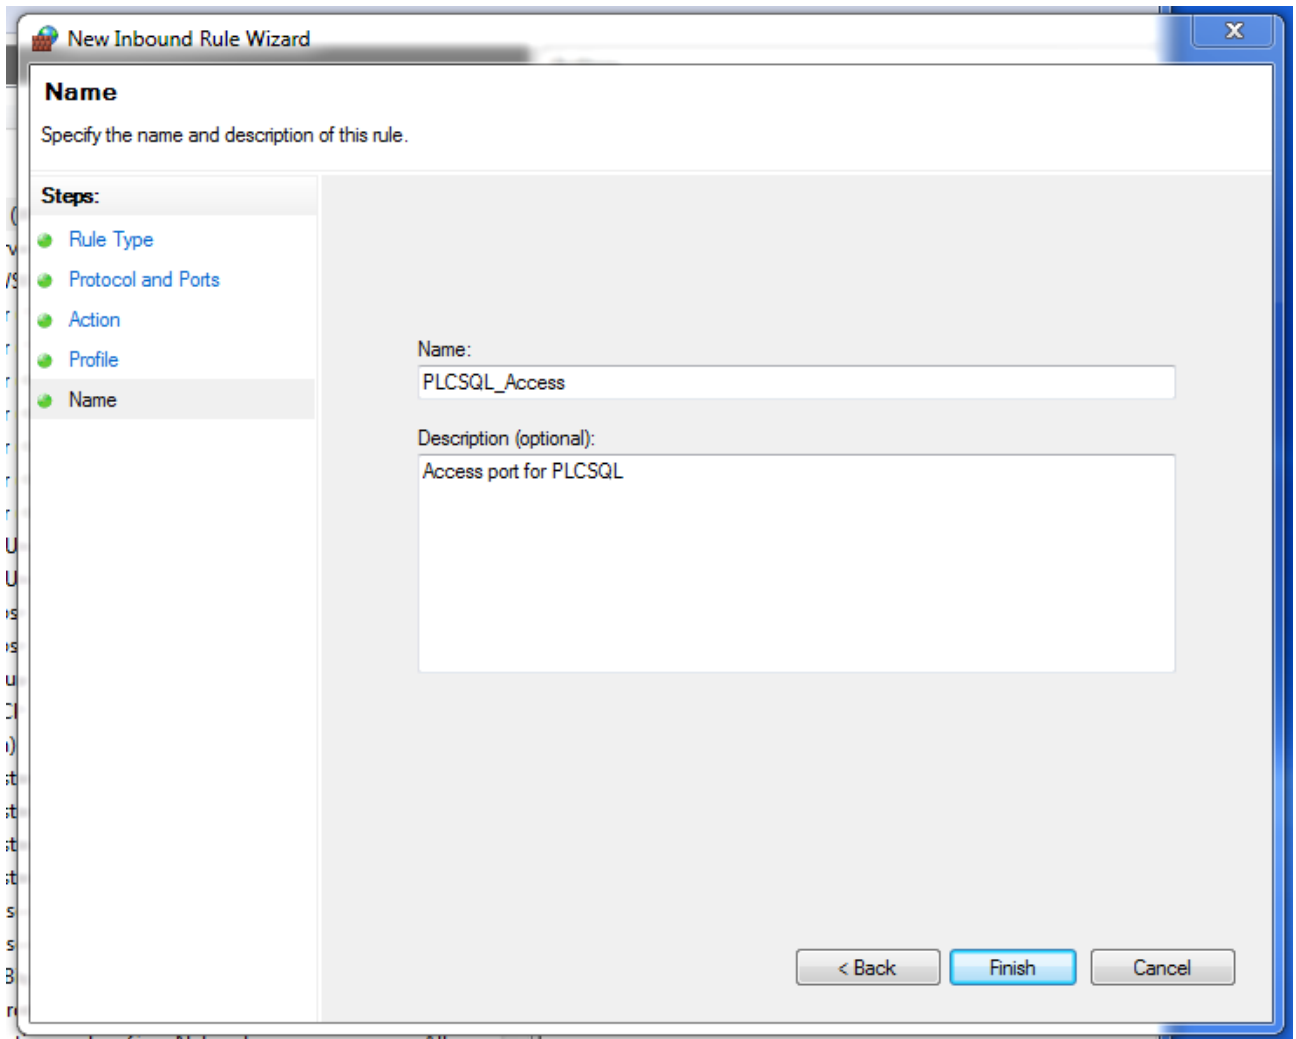 New Inbound Rule Wizard
Name
Specify the name and description of this rule.
Steps:
Rule Type
Protocol and Ports
Action
Profile
Name
Name:
PLCSQL_Access
Description (optional):
Access port for PLCSQL
< Back
Finish
Cancel